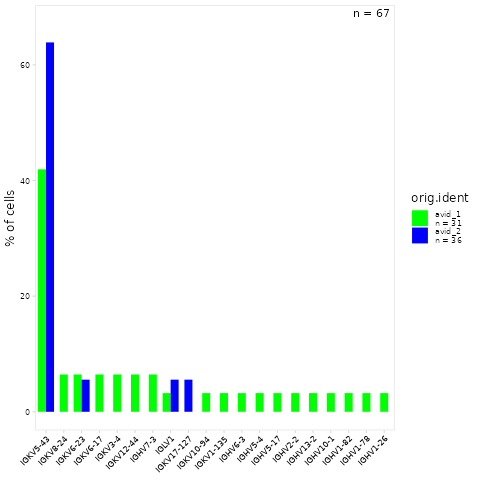 n = 67
% of cells
60
40
20
0
IGKV5-43
IGKV8-24
IGKV6-23
IGKV6-17
IGKV3-4
IGKV12-44
IGHV7-3
IGLV1
IGKV17-127
IGKV10-94
IGKV1-135
IGHV6-3
IGHV5-4
IGHV5-17
IGHV2-2
IGHV13-2
IGHV10-1
IGHV1-82
IGHV1-78
IGHV1-26
orig.ident
avid_1
n = 31
avid_2
n = 36